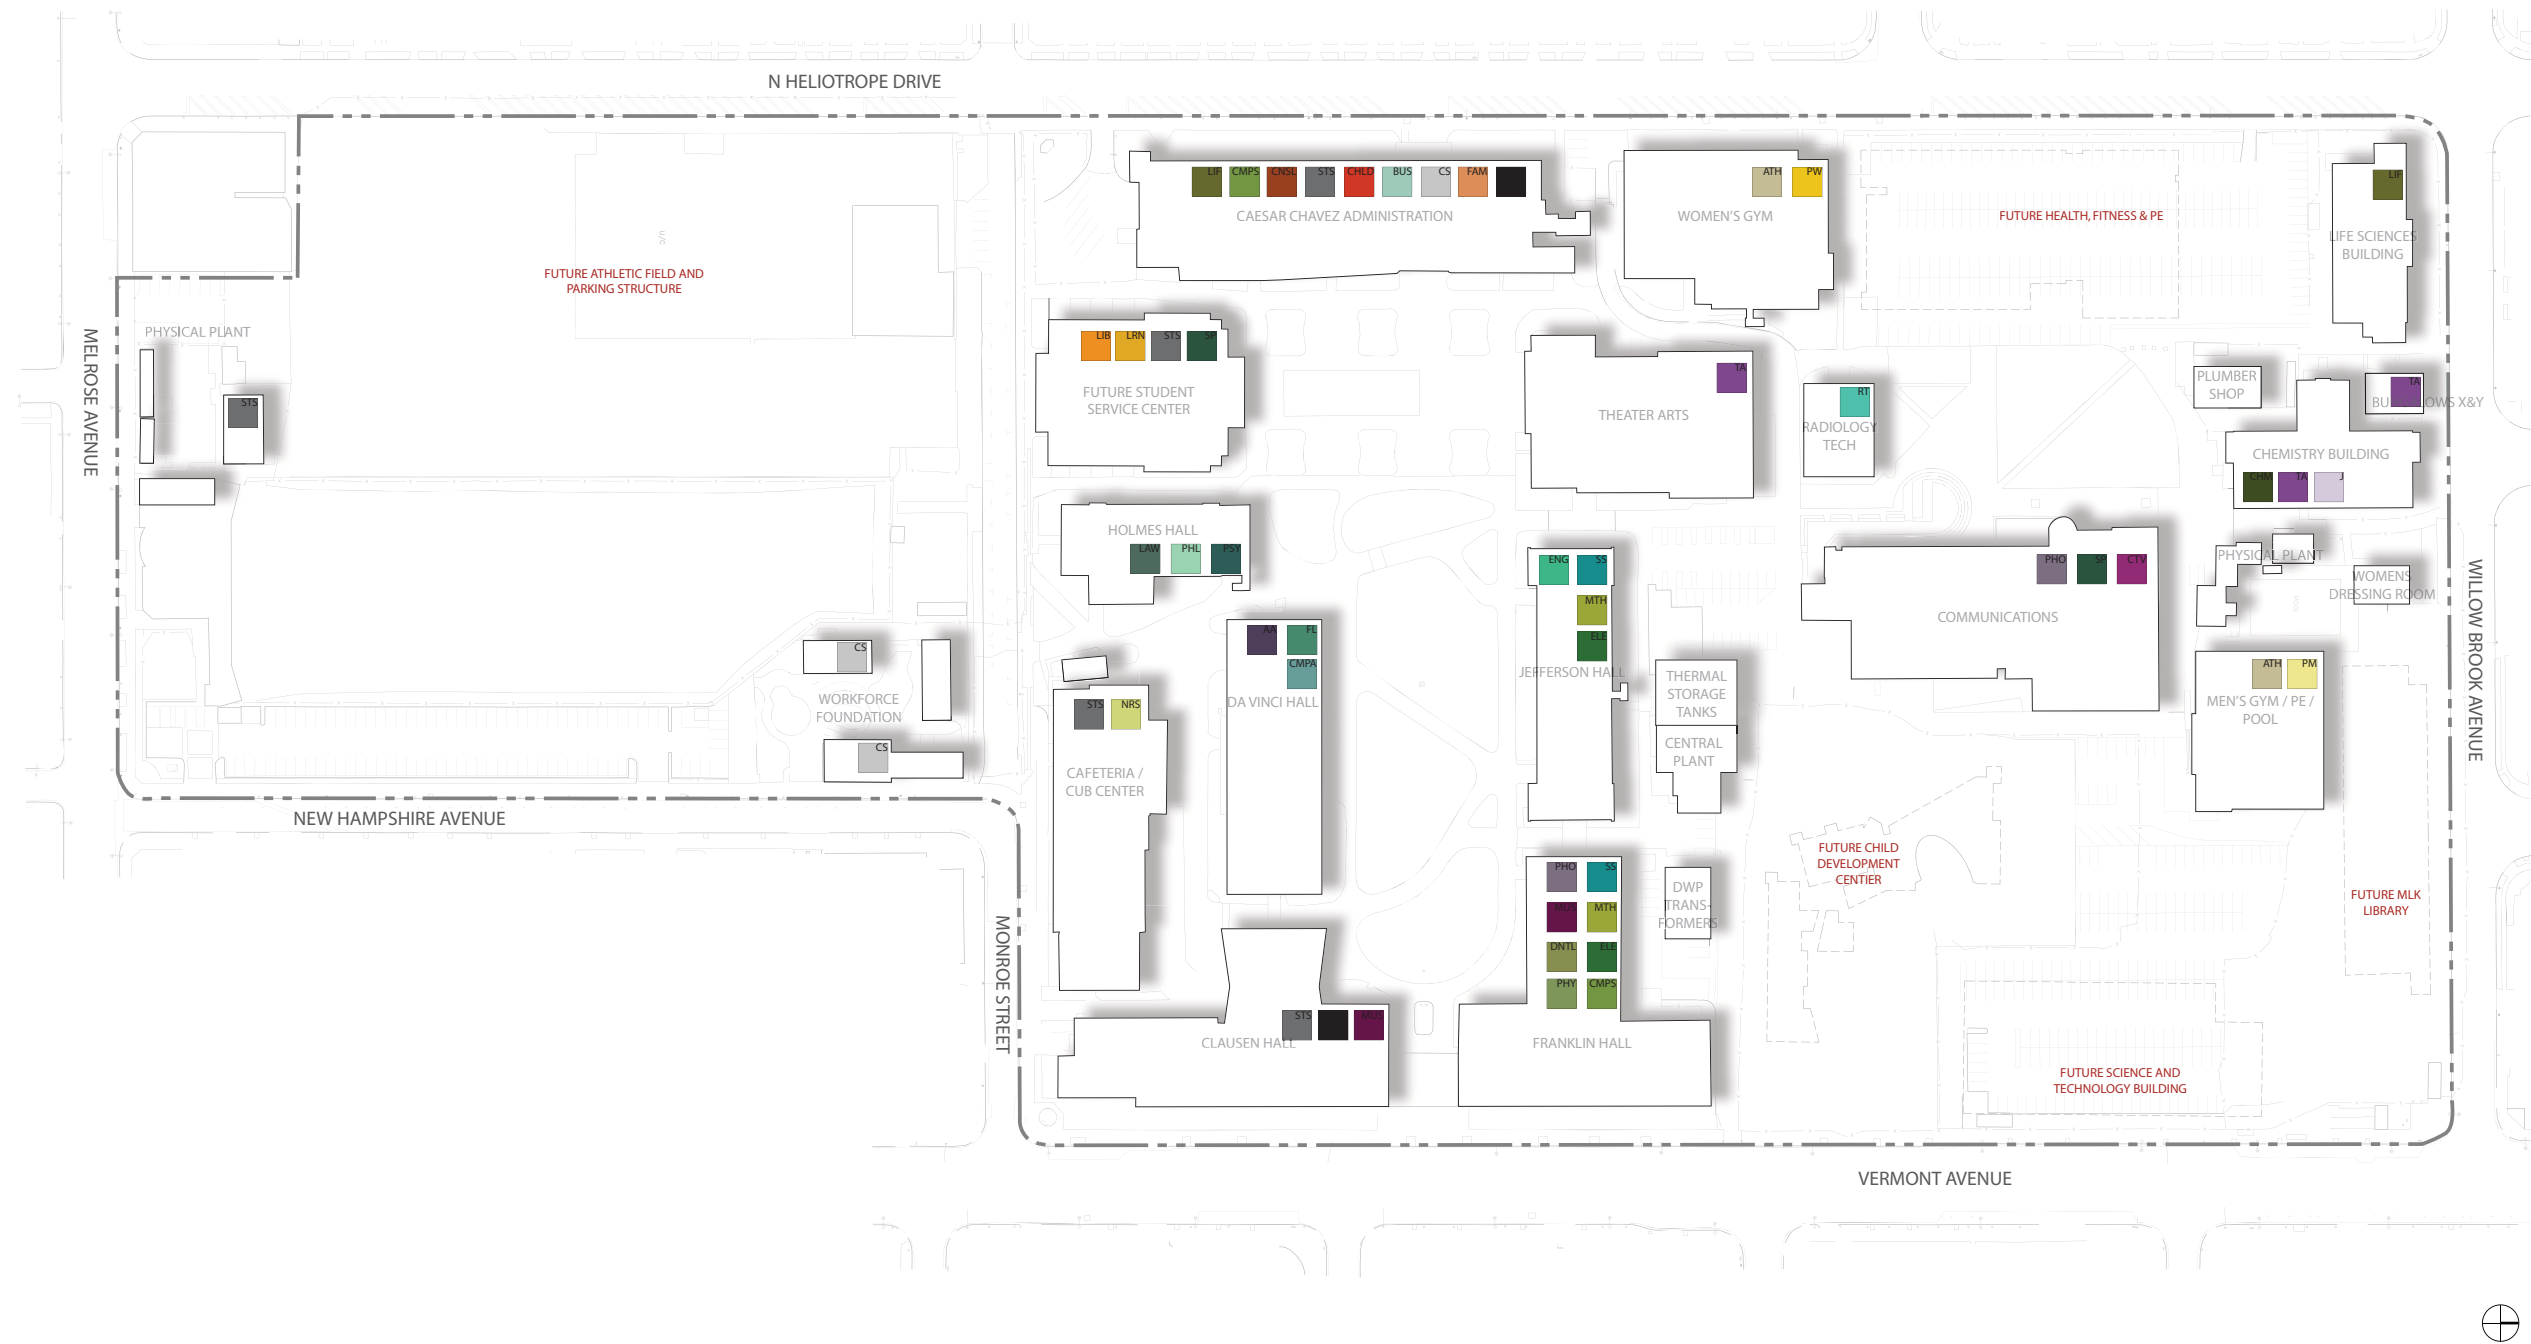 N HELIOTROPE DRIVE
LIF CMPS CNSL STS CHLD BUS CS FAM
CAESAR CHAVEZ ADMINISTRATION
ATH PW
WOMEN'S GYM
FUTURE HEALTH, FITNESS & PE
LIF
LIFE SCIENCES
BUILDING
FUTURE ATHLETIC FIELD AND
PARKING STRUCTURE
PHYSICAL PLANT
STS
MELROSE AVENUE
LIB LRN STS SP
FUTURE STUDENT
SERVICE CENTER
TA
THEATER ARTS
RT
RADIOLOGY
TECH
PLUMBER
SHOP
TA
CHEMISTRY BUILDING
CHM TA J
HOLMES HALL
LAW PHL PSY
ENG SS
MTH
ELE
JEFFERSON HALL
PHO SP CTV
COMMUNICATIONS
PHYSICAL PLANT
WOMENS
DRESSING ROOM
WILLOW BROOK AVENUE
CS
WORKFORCE
FOUNDATION
CS
AA FL
CMPA
DA VINCI HALL
THERMAL
STORAGE
TANKS
CENTRAL
PLANT
ATH PM
MEN'S GYM / PE /
POOL
STS NRS
CAFETERIA /
CUB CENTER
NEW HAMPSHIRE AVENUE
MONROE STREET
PHO SS
MUS MTH
DNTL ELE
PHY CMPS
FRANKLIN HALL
DWP
TRANS-
FORMERS
FUTURE CHILD
DEVELOPMENT
CENTIER
FUTURE MLK
LIBRARY
STS MUS
CLAUSEN HALL
FUTURE SCIENCE AND
TECHNOLOGY BUILDING
VERMONT AVENUE